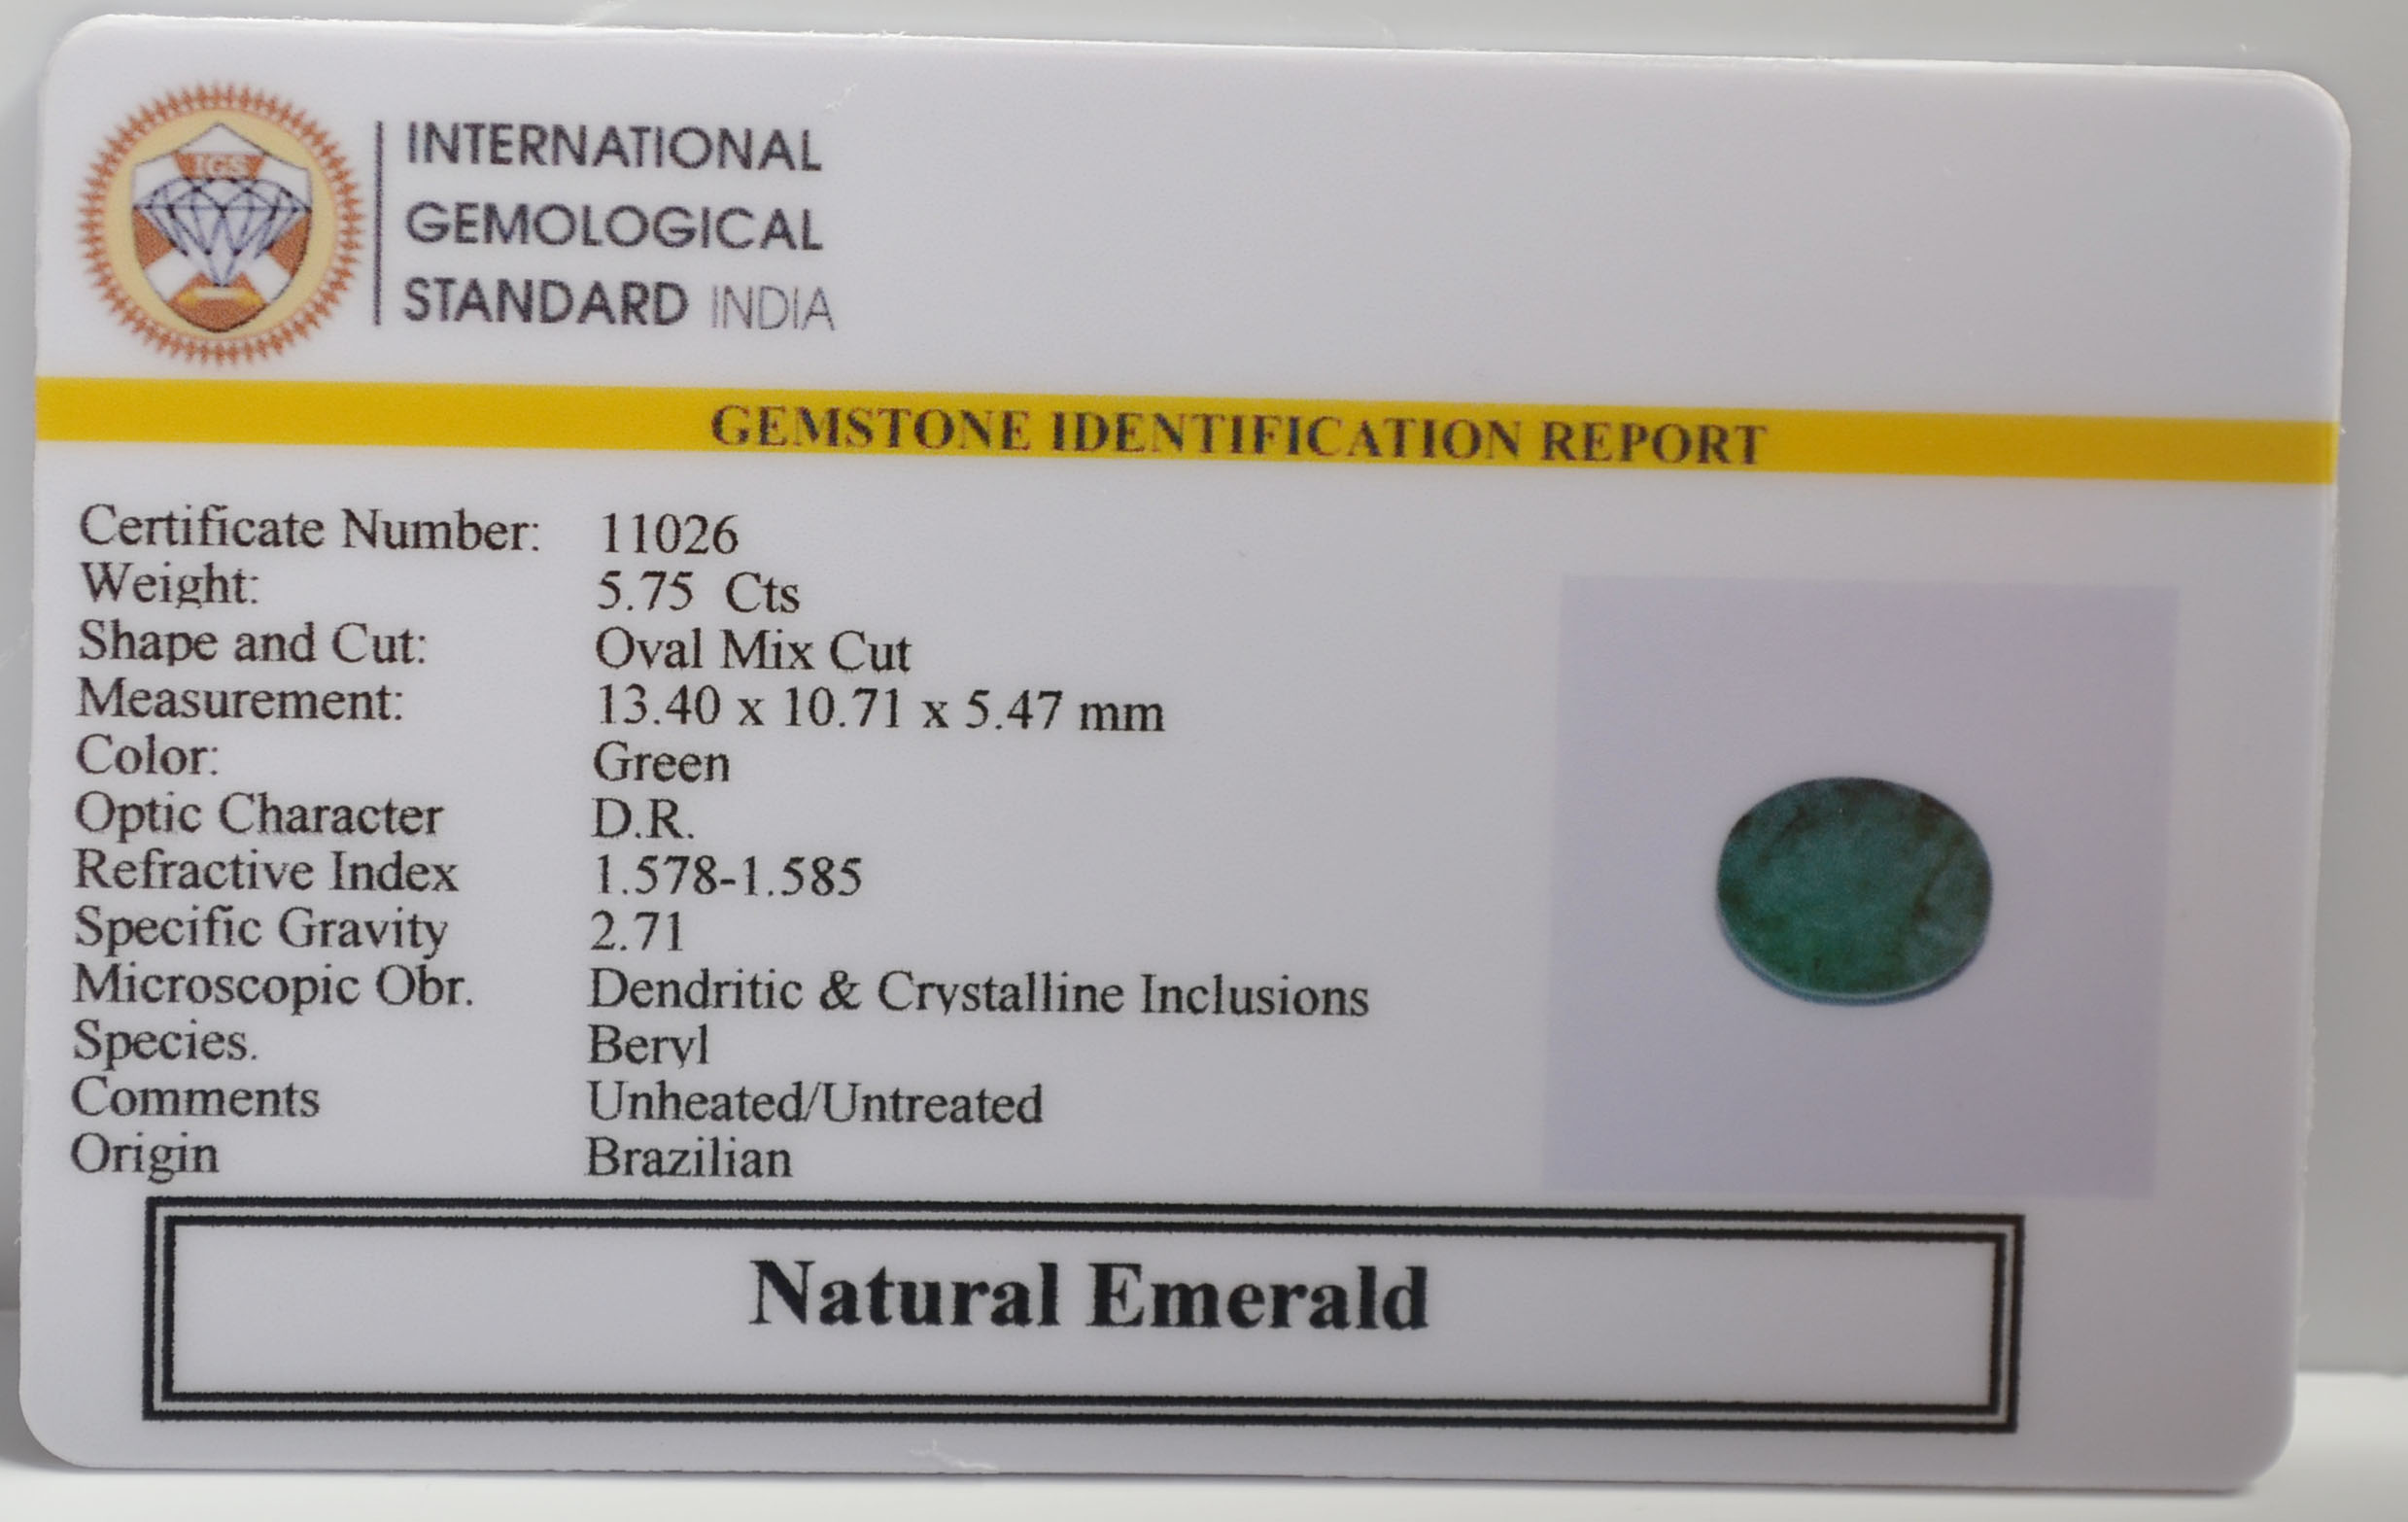 IGS
INTERNATIONAL
GEMOLOGICAL
STANDARD INDIA
GEMSTONE IDENTIFICATION REPORT
Certificate Number: 11026
Weight: 5.75 Cts
Shape and Cut: Oval Mix Cut
Measurement: 13.40 x 10.71 x 5.47 mm
Color: Green
Optic Character D.R.
Refractive Index 1.578-1.585
Specific Gravity 2.71
Microscopic Obr. Dendritic & Crystalline Inclusions
Species. Beryl
Comments Unheated/Untreated
Origin Brazilian
Natural Emerald